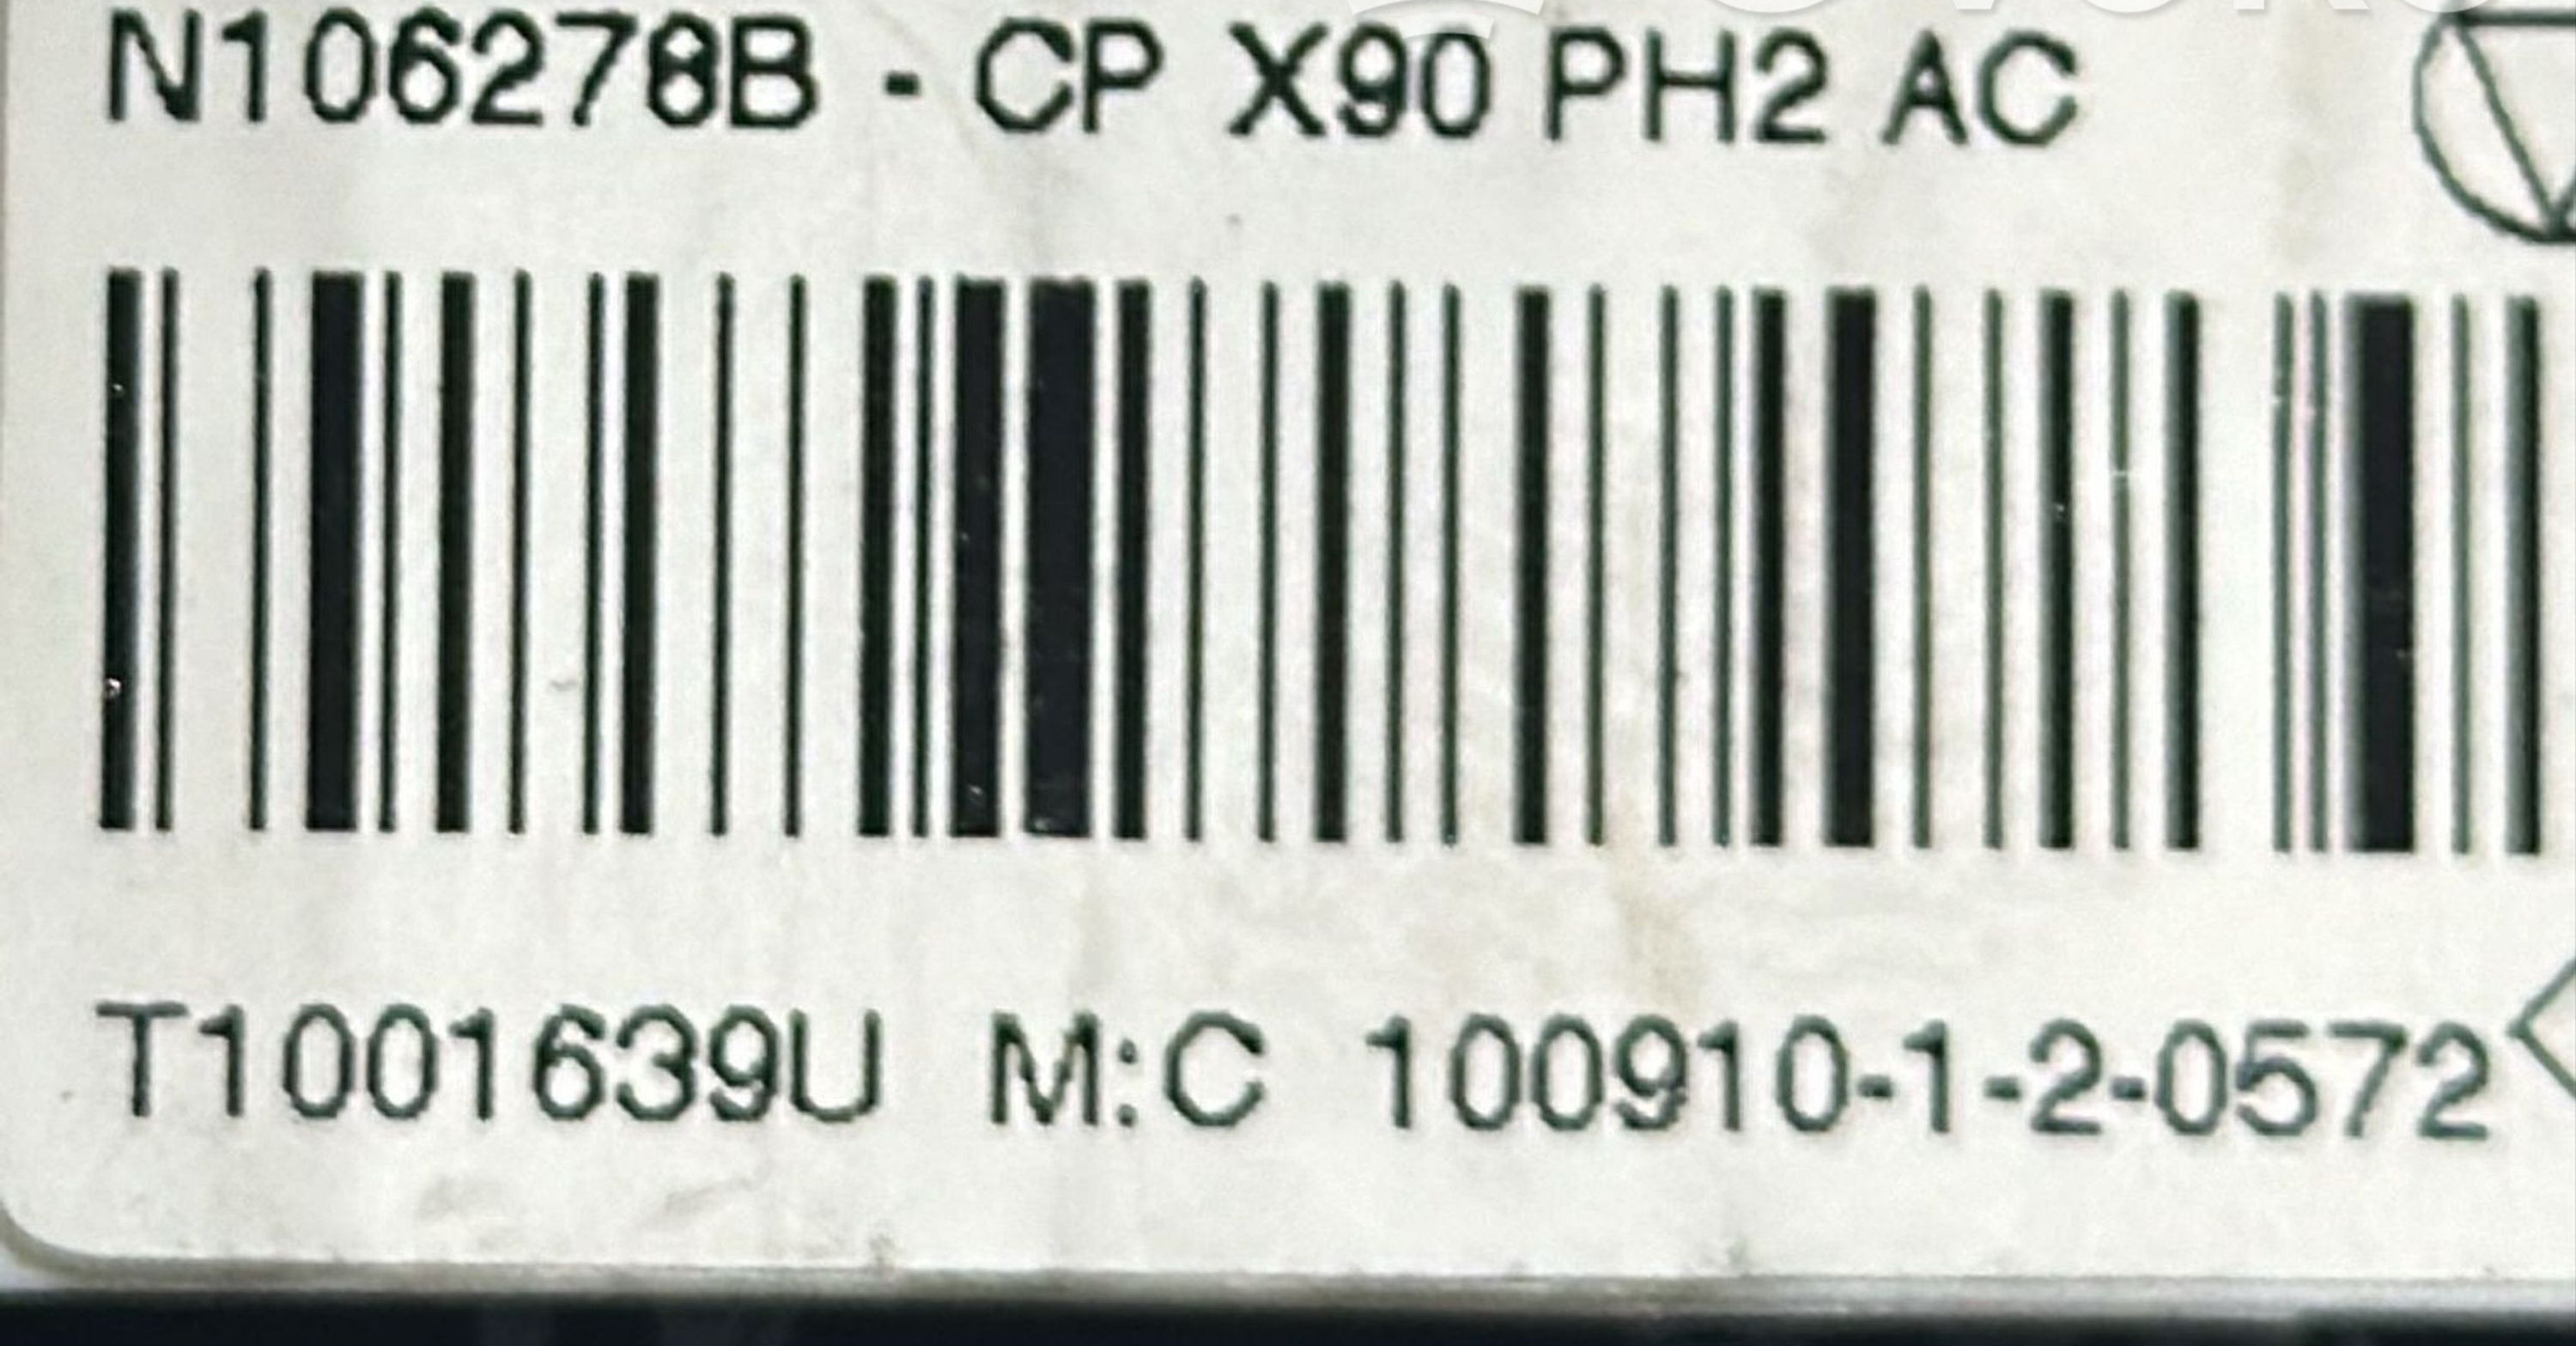 N106278B - CP X90 PH2 AC
T1001639U M:C 100910-1-2-0572